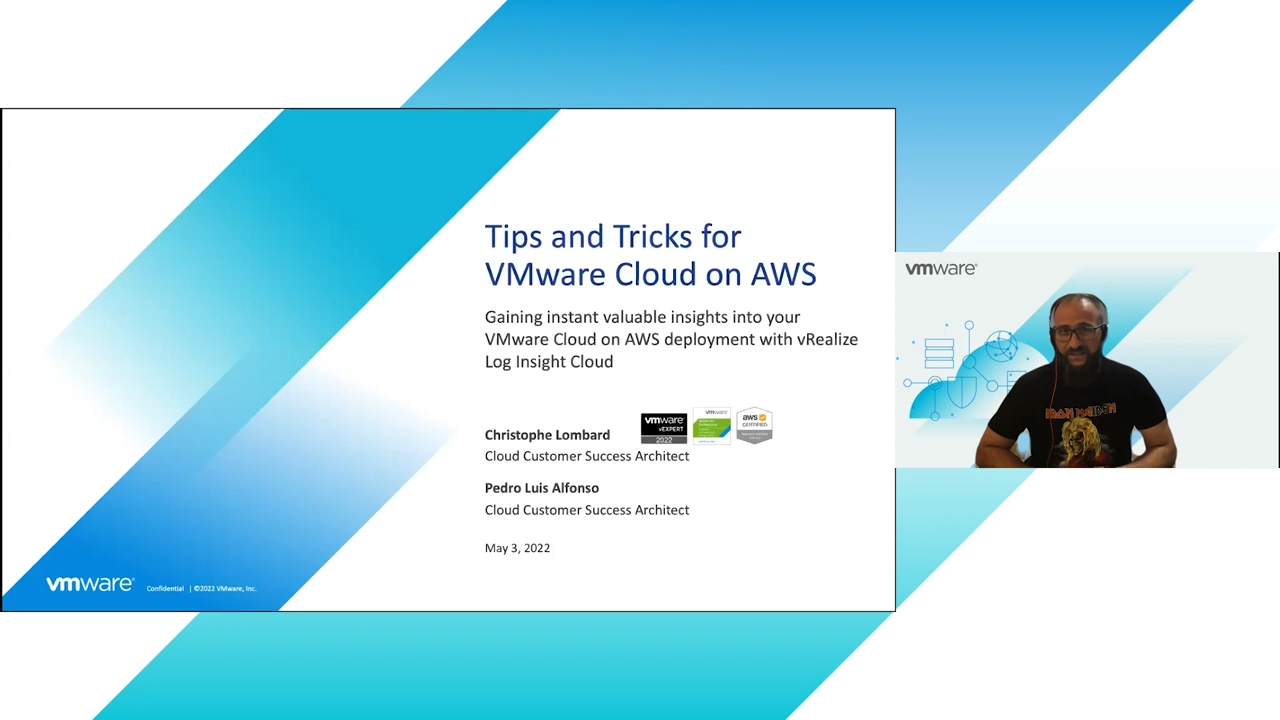 Tips and Tricks for
VMware Cloud on AWS
Gaining instant valuable insights into your
VMware Cloud on AWS deployment with vRealize
Log Insight Cloud
Christophe Lombard
vmware
vEXPERT
2022
vmware
aws
CERTIFIED
Cloud Customer Success Architect
Pedro Luis Alfonso
Cloud Customer Success Architect
May 3, 2022
vmware®
Confidential | ©2022 VMware, Inc.
vmware®
IRON MAIDEN